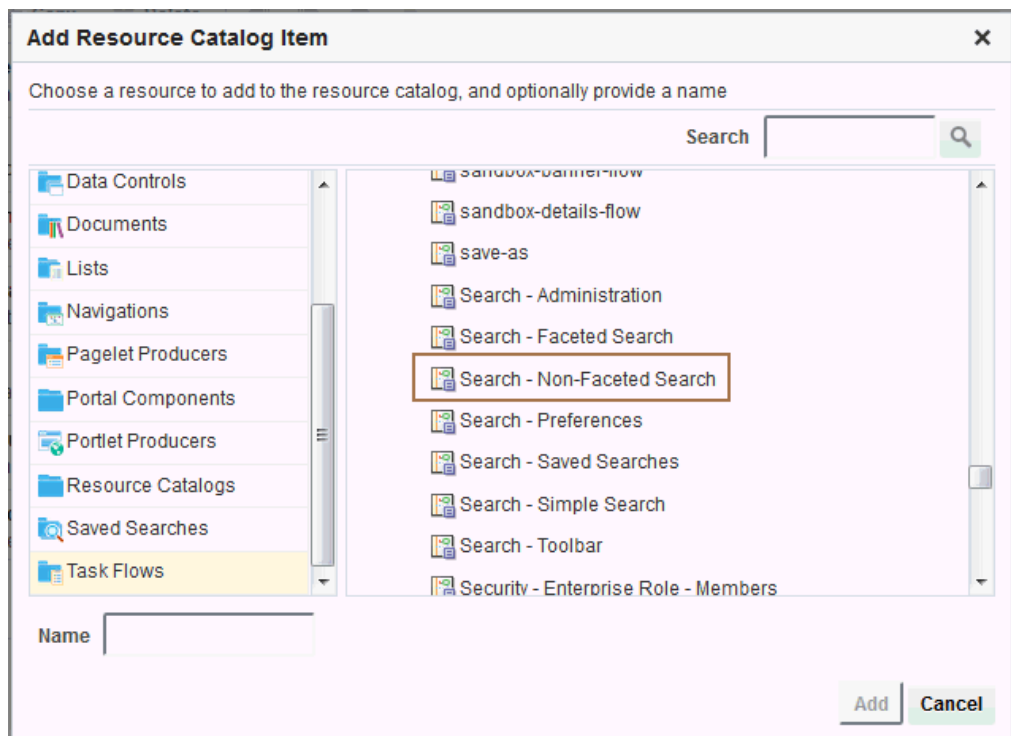 Add Resource Catalog Item
Choose a resource to add to the resource catalog, and optionally provide a name
Search
Data Controls
Documents
Lists
Navigations
Pagelet Producers
Portal Components
Portlet Producers
Resource Catalogs
Saved Searches
Task Flows
sandbox-banner-flow
sandbox-details-flow
save-as
Search - Administration
Search - Faceted Search
Search - Non-Faceted Search
Search - Preferences
Search - Saved Searches
Search - Simple Search
Search - Toolbar
Security - Enterprise Role - Members
Name
Add
Cancel